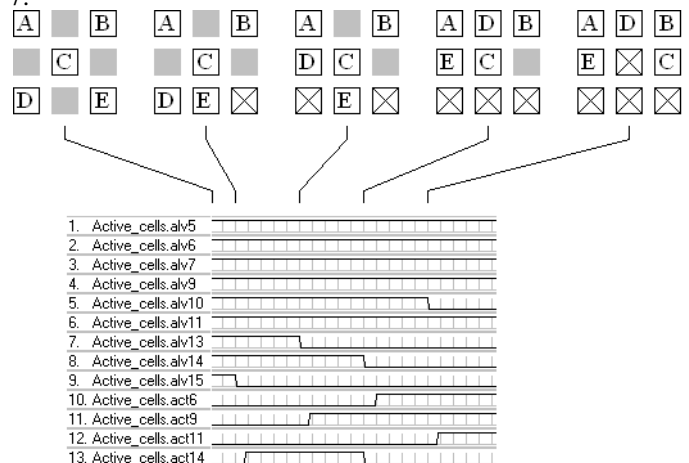 7.
A B A B A B A D B A D B
C C D C E C E C
D E D E E
1. Active_cells.alv5
2. Active_cells.alv6
3. Active_cells.alv7
4. Active_cells.alv9
5. Active_cells.alv10
6. Active_cells.alv11
7. Active_cells.alv13
8. Active_cells.alv14
9. Active_cells.alv15
10. Active_cells.act6
11. Active_cells.act9
12. Active_cells.act11
13. Active_cells.act14